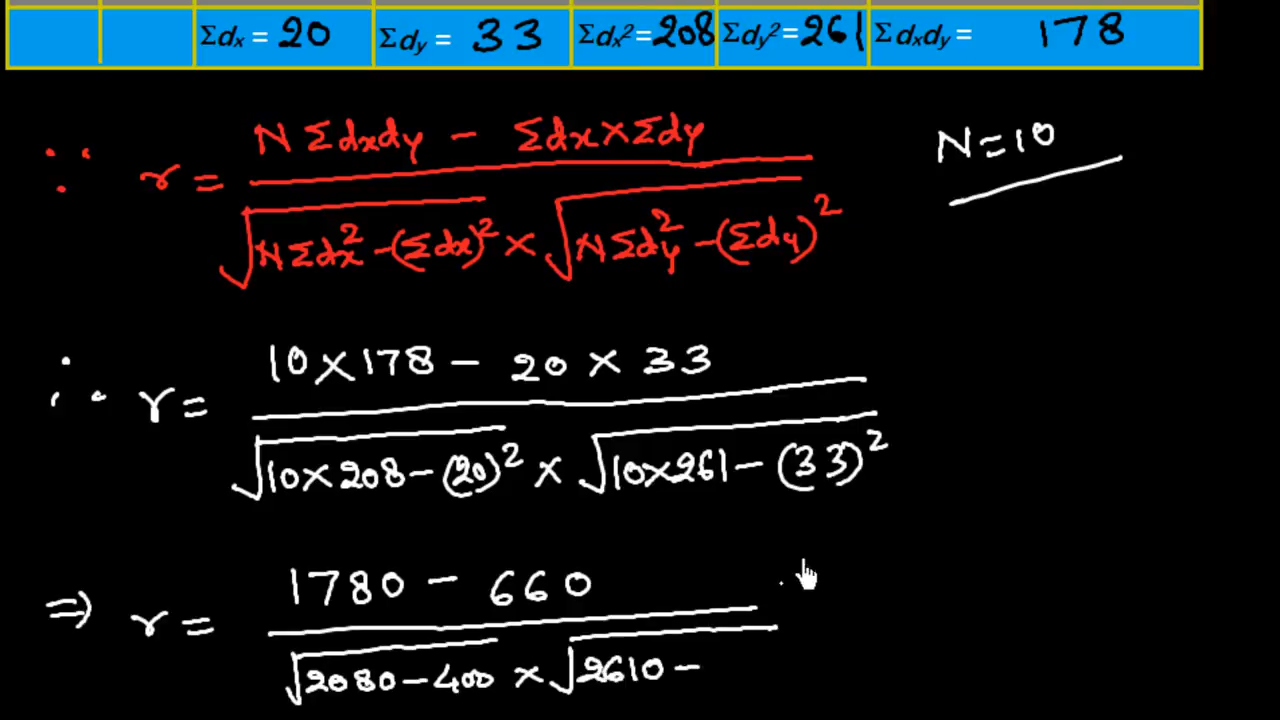 Σdx = 20 Σdy = 33 Σdx²=208 Σdy²=261 Σdxdy = 178
∵ r = (N Σdxdy − Σdx × Σdy) / (√(NΣdx² − (Σdx)²) × √(NΣdy² − (Σdy)²)) N=10
∴ r = (10×178 − 20×33) / (√(10×208 − (20)²) × √(10×261 − (33)²))
⇒ r = (1780 − 660) / (√(2080−400) × √(2610 −